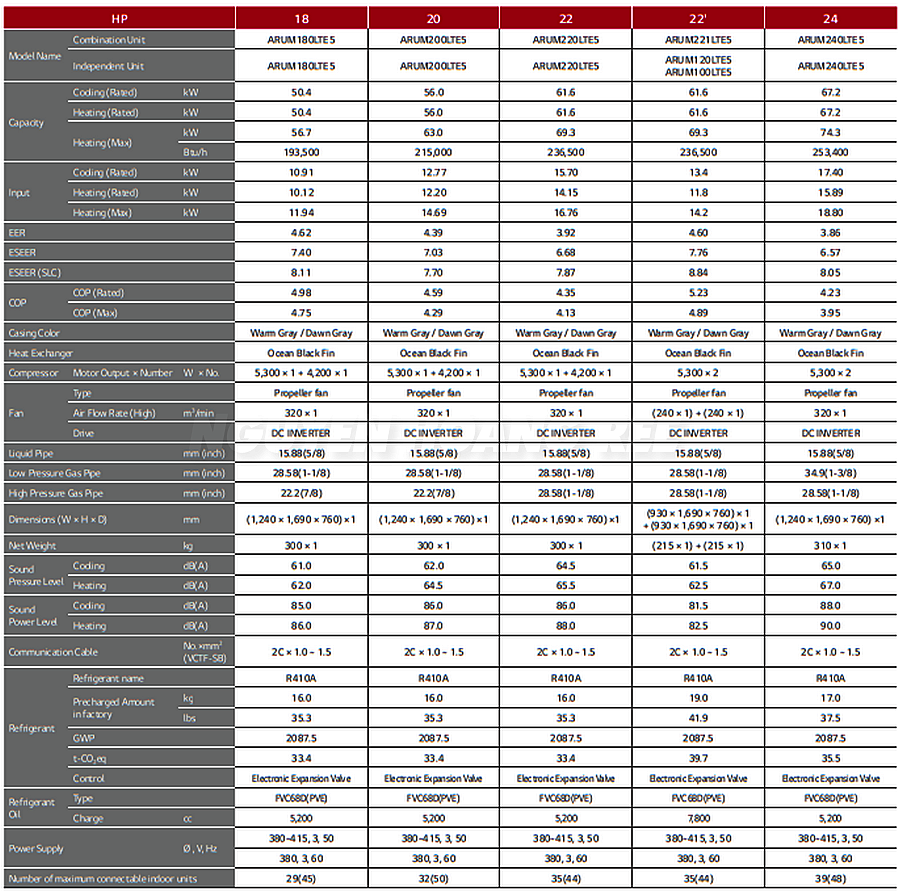 HP 18 20 22 22' 24
Model Name Combination Unit ARUM180LTE5 ARUM200LTE5 ARUM220LTE5 ARUM221LTE5 ARUM240LTE5
Independent Unit ARUM180LTE5 ARUM200LTE5 ARUM220LTE5 ARUM120LTE5 ARUM100LTE5 ARUM240LTE5
Capacity Cooling (Rated) kW 50.4 56.0 61.6 61.6 67.2
Heating (Rated) kW 50.4 56.0 61.6 61.6 67.2
Heating (Max) kW 56.7 63.0 69.3 69.3 74.3
Btu/h 193,500 215,000 236,500 236,500 253,400
Input Cooling (Rated) kW 10.91 12.77 15.70 13.4 17.40
Heating (Rated) kW 10.12 12.20 14.15 11.8 15.89
Heating (Max) kW 11.94 14.69 16.76 14.2 18.80
EER 4.62 4.39 3.92 4.60 3.86
ESEER 7.40 7.03 6.68 7.76 6.57
ESEER (SLC) 8.11 7.70 7.87 8.84 8.05
COP COP (Rated) 4.98 4.59 4.35 5.23 4.23
COP (Max) 4.75 4.29 4.13 4.89 3.95
Casing Color Warm Gray / Dawn Gray Warm Gray / Dawn Gray Warm Gray / Dawn Gray Warm Gray / Dawn Gray Warm Gray / Dawn Gray
Heat Exchanger Ocean Black Fin Ocean Black Fin Ocean Black Fin Ocean Black Fin Ocean Black Fin
Compressor Motor Output × Number W × No. 5,300 × 1 + 4,200 × 1 5,300 × 1 + 4,200 × 1 5,300 × 1 + 4,200 × 1 5,300 × 2 5,300 × 2
Fan Type Propeller fan Propeller fan Propeller fan Propeller fan Propeller fan
Air Flow Rate (High) m³/min 320 × 1 320 × 1 320 × 1 (240 × 1) + (240 × 1) 320 × 1
Drive DC INVERTER DC INVERTER DC INVERTER DC INVERTER DC INVERTER
Liquid Pipe mm (inch) 15.88(5/8) 15.88(5/8) 15.88(5/8) 15.88(5/8) 15.88(5/8)
Low Pressure Gas Pipe mm (inch) 28.58(1-1/8) 28.58(1-1/8) 28.58(1-1/8) 28.58(1-1/8) 34.9(1-3/8)
High Pressure Gas Pipe mm (inch) 22.2(7/8) 22.2(7/8) 28.58(1-1/8) 28.58(1-1/8) 28.58(1-1/8)
Dimensions (W × H × D) mm (1,240 × 1,690 × 760) ×1 (1,240 × 1,690 × 760) ×1 (1,240 × 1,690 × 760) ×1 (930 × 1,690 × 760) × 1 + (930 × 1,690 × 760) × 1 (1,240 × 1,690 × 760) ×1
Net Weight kg 300 × 1 300 × 1 300 × 1 (215 × 1) + (215 × 1) 310 × 1
Sound Pressure Level Cooling dB(A) 61.0 62.0 64.5 61.5 65.0
Heating dB(A) 62.0 64.5 65.5 62.5 67.0
Sound Power Level Cooling dB(A) 85.0 86.0 86.0 81.5 88.0
Heating dB(A) 86.0 87.0 88.0 82.5 90.0
Communication Cable No. ×mm² (VCTF-SB) 2C × 1.0 ~ 1.5 2C × 1.0 ~ 1.5 2C × 1.0 ~ 1.5 2C × 1.0 ~ 1.5 2C × 1.0 ~ 1.5
Refrigerant Refrigerant name R410A R410A R410A R410A R410A
Precharged Amount in factory kg 16.0 16.0 16.0 19.0 17.0
lbs 35.3 35.3 35.3 41.9 37.5
GWP 2087.5 2087.5 2087.5 2087.5 2087.5
t-CO₂eq 33.4 33.4 33.4 39.7 35.5
Control Electronic Expansion Valve Electronic Expansion Valve Electronic Expansion Valve Electronic Expansion Valve Electronic Expansion Valve
Refrigerant Oil Type FVC68D(PVE) FVC68D(PVE) FVC68D(PVE) FVC68D(PVE) FVC68D(PVE)
Charge cc 5,200 5,200 5,200 7,800 5,200
Power Supply Ø, V, Hz 380~415, 3, 50 380~415, 3, 50 380~415, 3, 50 380~415, 3, 50 380~415, 3, 50
380, 3, 60 380, 3, 60 380, 3, 60 380, 3, 60 380, 3, 60
Number of maximum connectable indoor units 29(45) 32(50) 35(44) 35(44) 39(48)